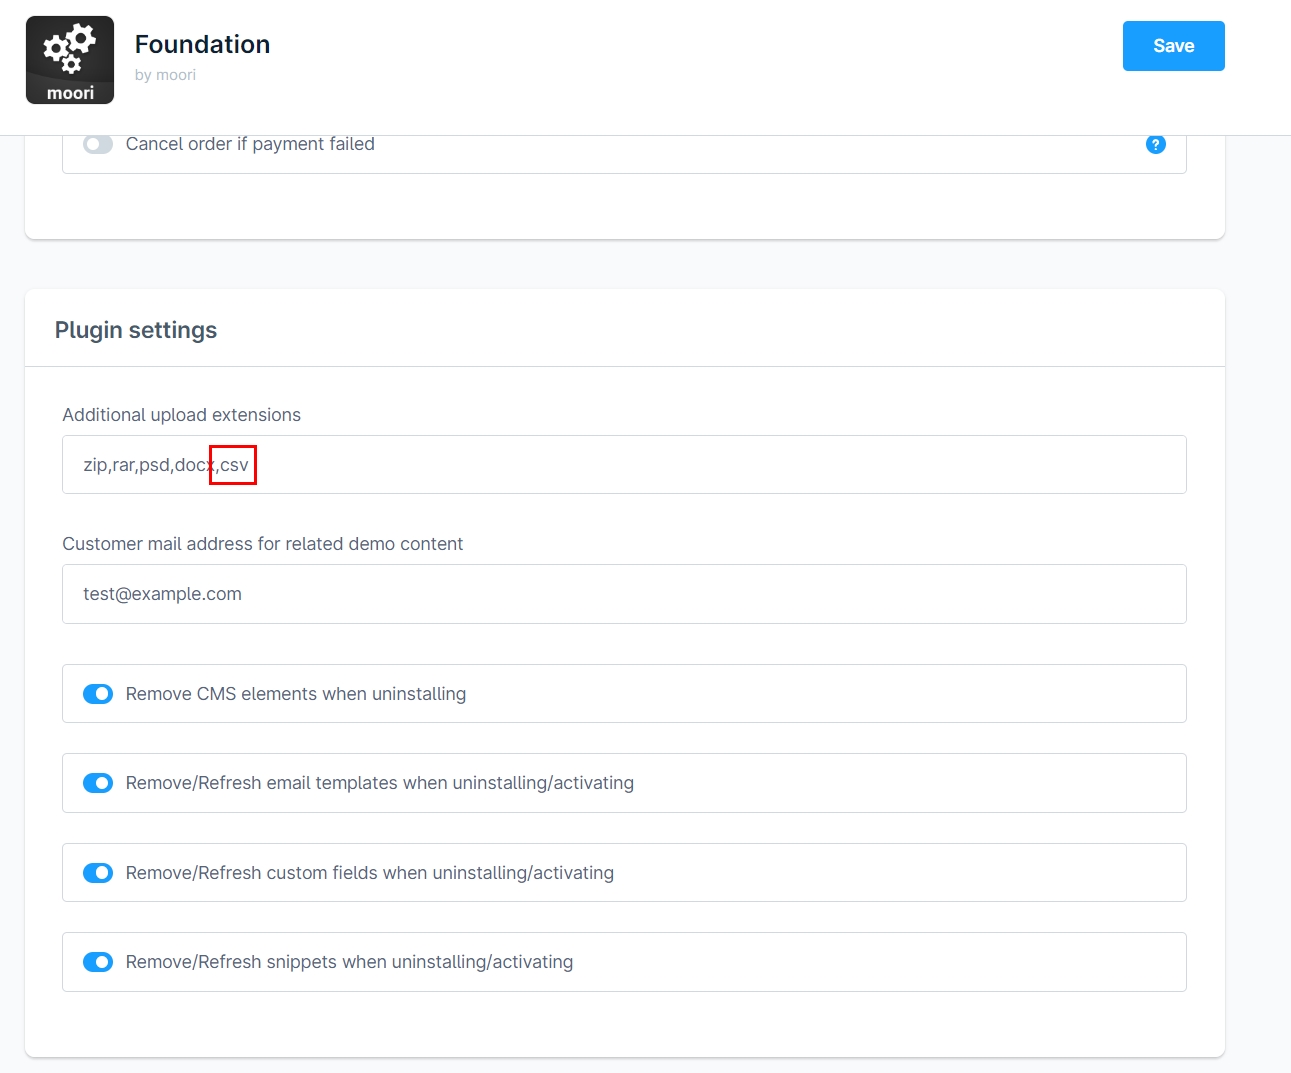 moori
Foundation
by moori
Save
Cancel order if payment failed
?
Plugin settings
Additional upload extensions
zip,rar,psd,docx,csv
Customer mail address for related demo content
test@example.com
Remove CMS elements when uninstalling
Remove/Refresh email templates when uninstalling/activating
Remove/Refresh custom fields when uninstalling/activating
Remove/Refresh snippets when uninstalling/activating